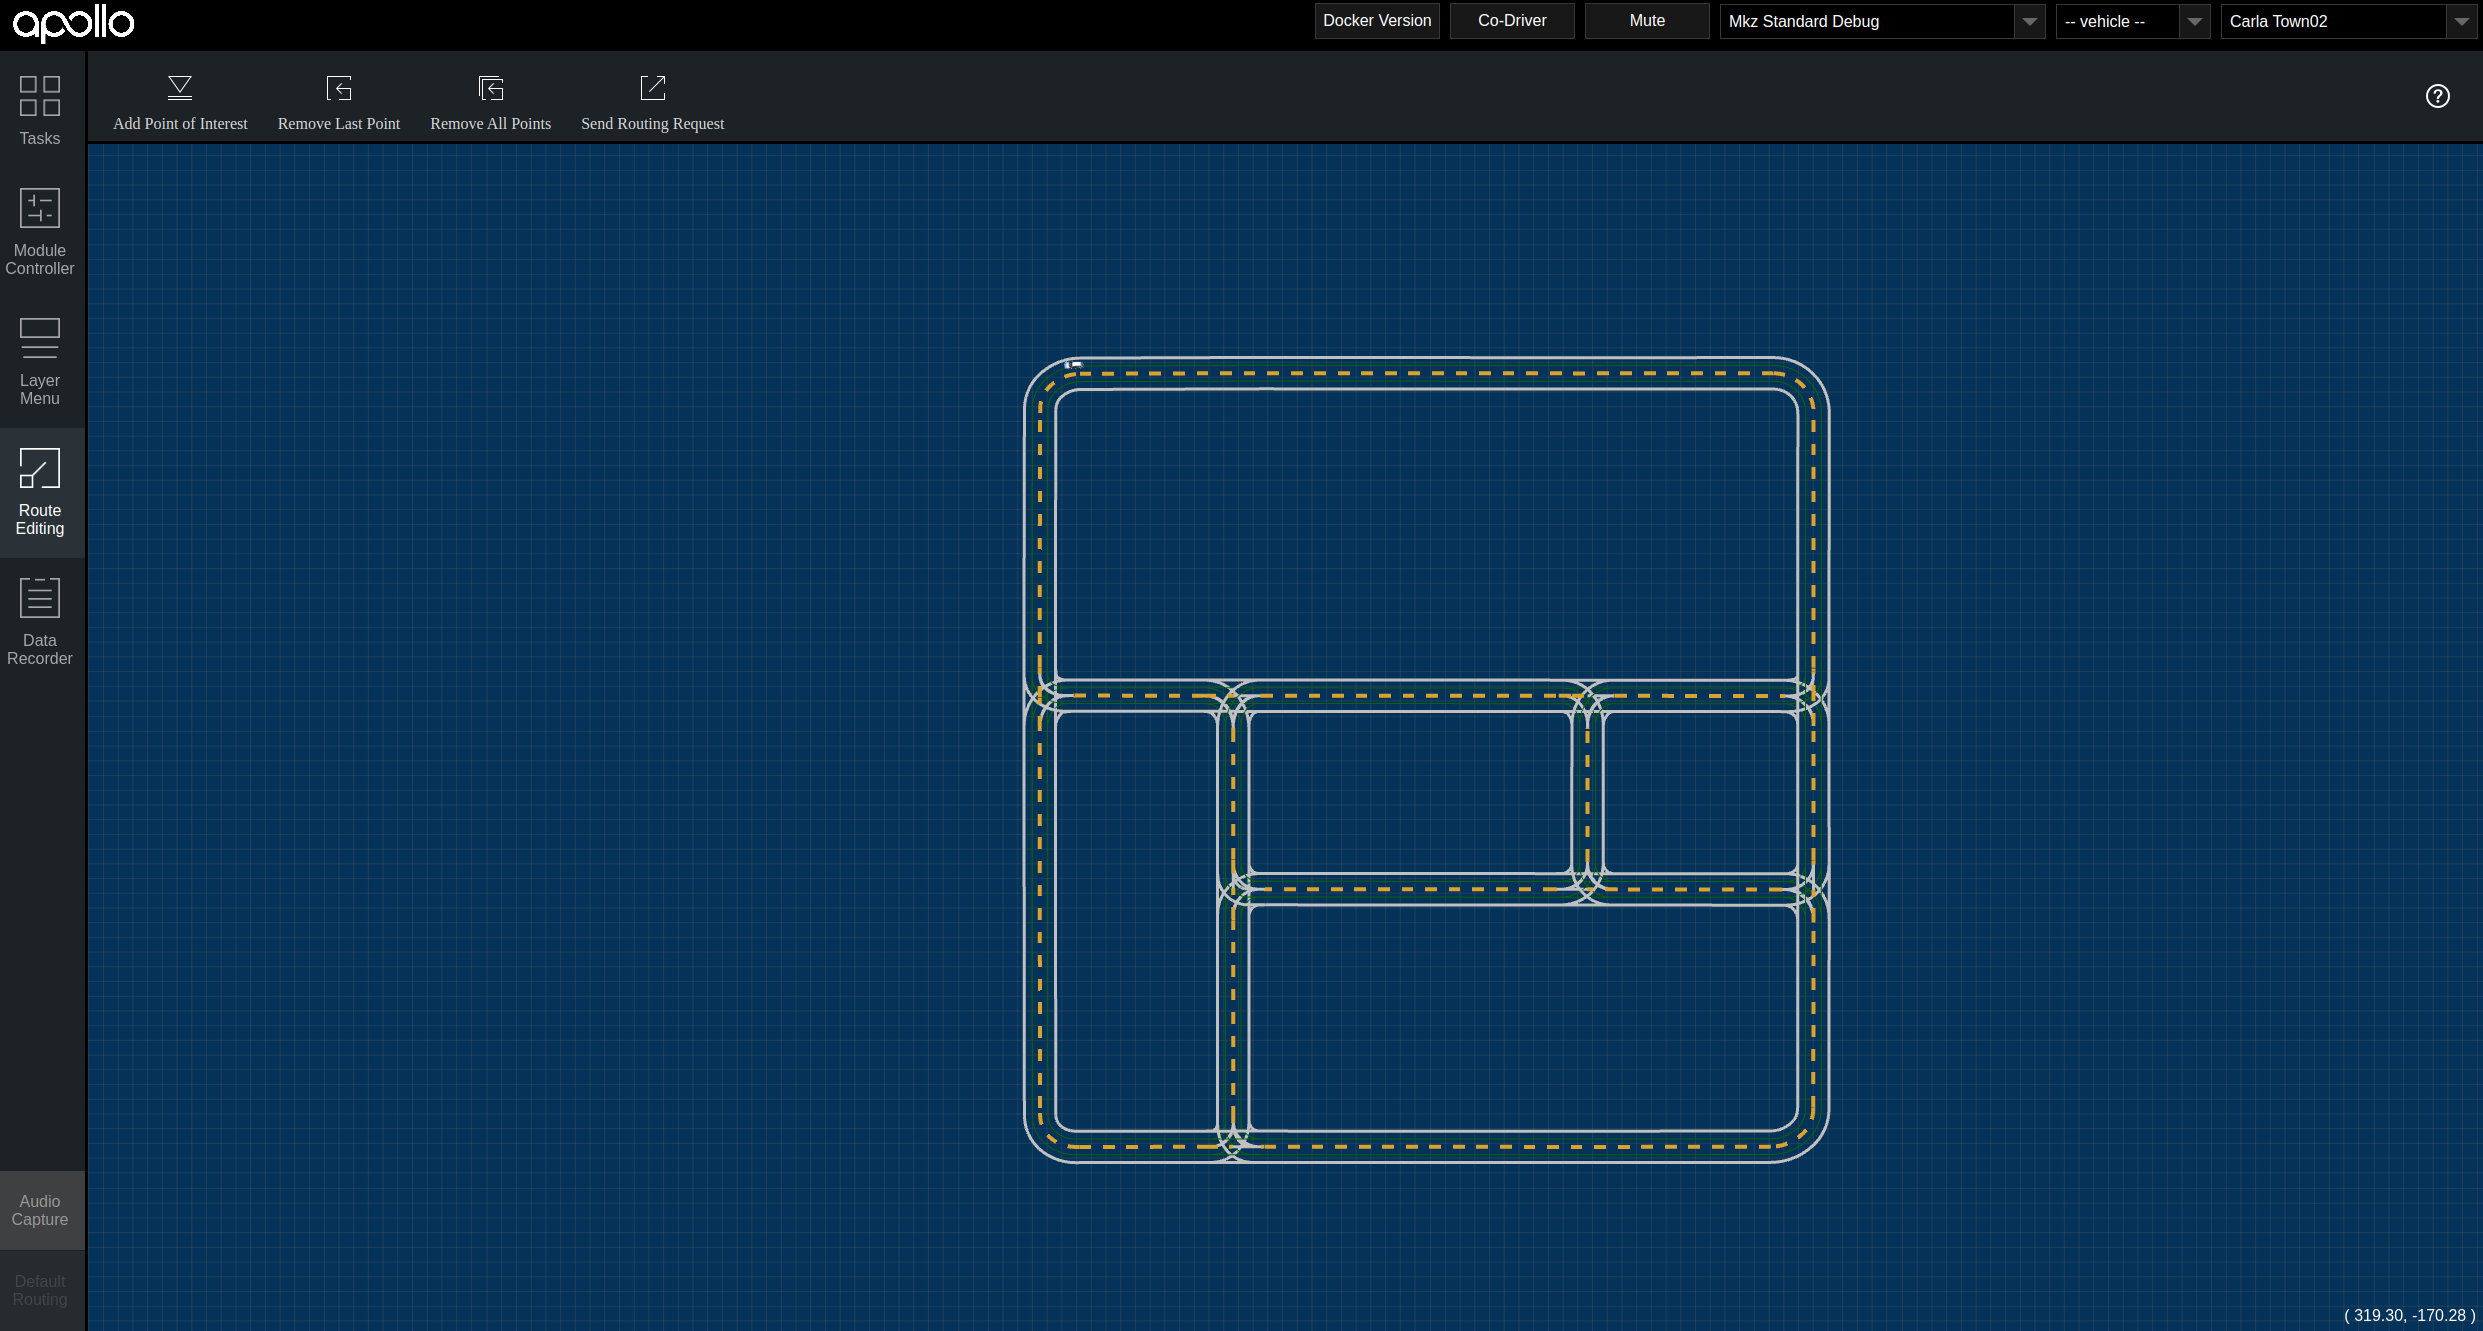 apollo
Docker Version
Co-Driver
Mute
Mkz Standard Debug
-- vehicle --
Carla Town02
Tasks
Module
Controller
Layer
Menu
Route
Editing
Data
Recorder
Audio
Capture
Default
Routing
Add Point of Interest
Remove Last Point
Remove All Points
Send Routing Request
?
( 319.30, -170.28 )